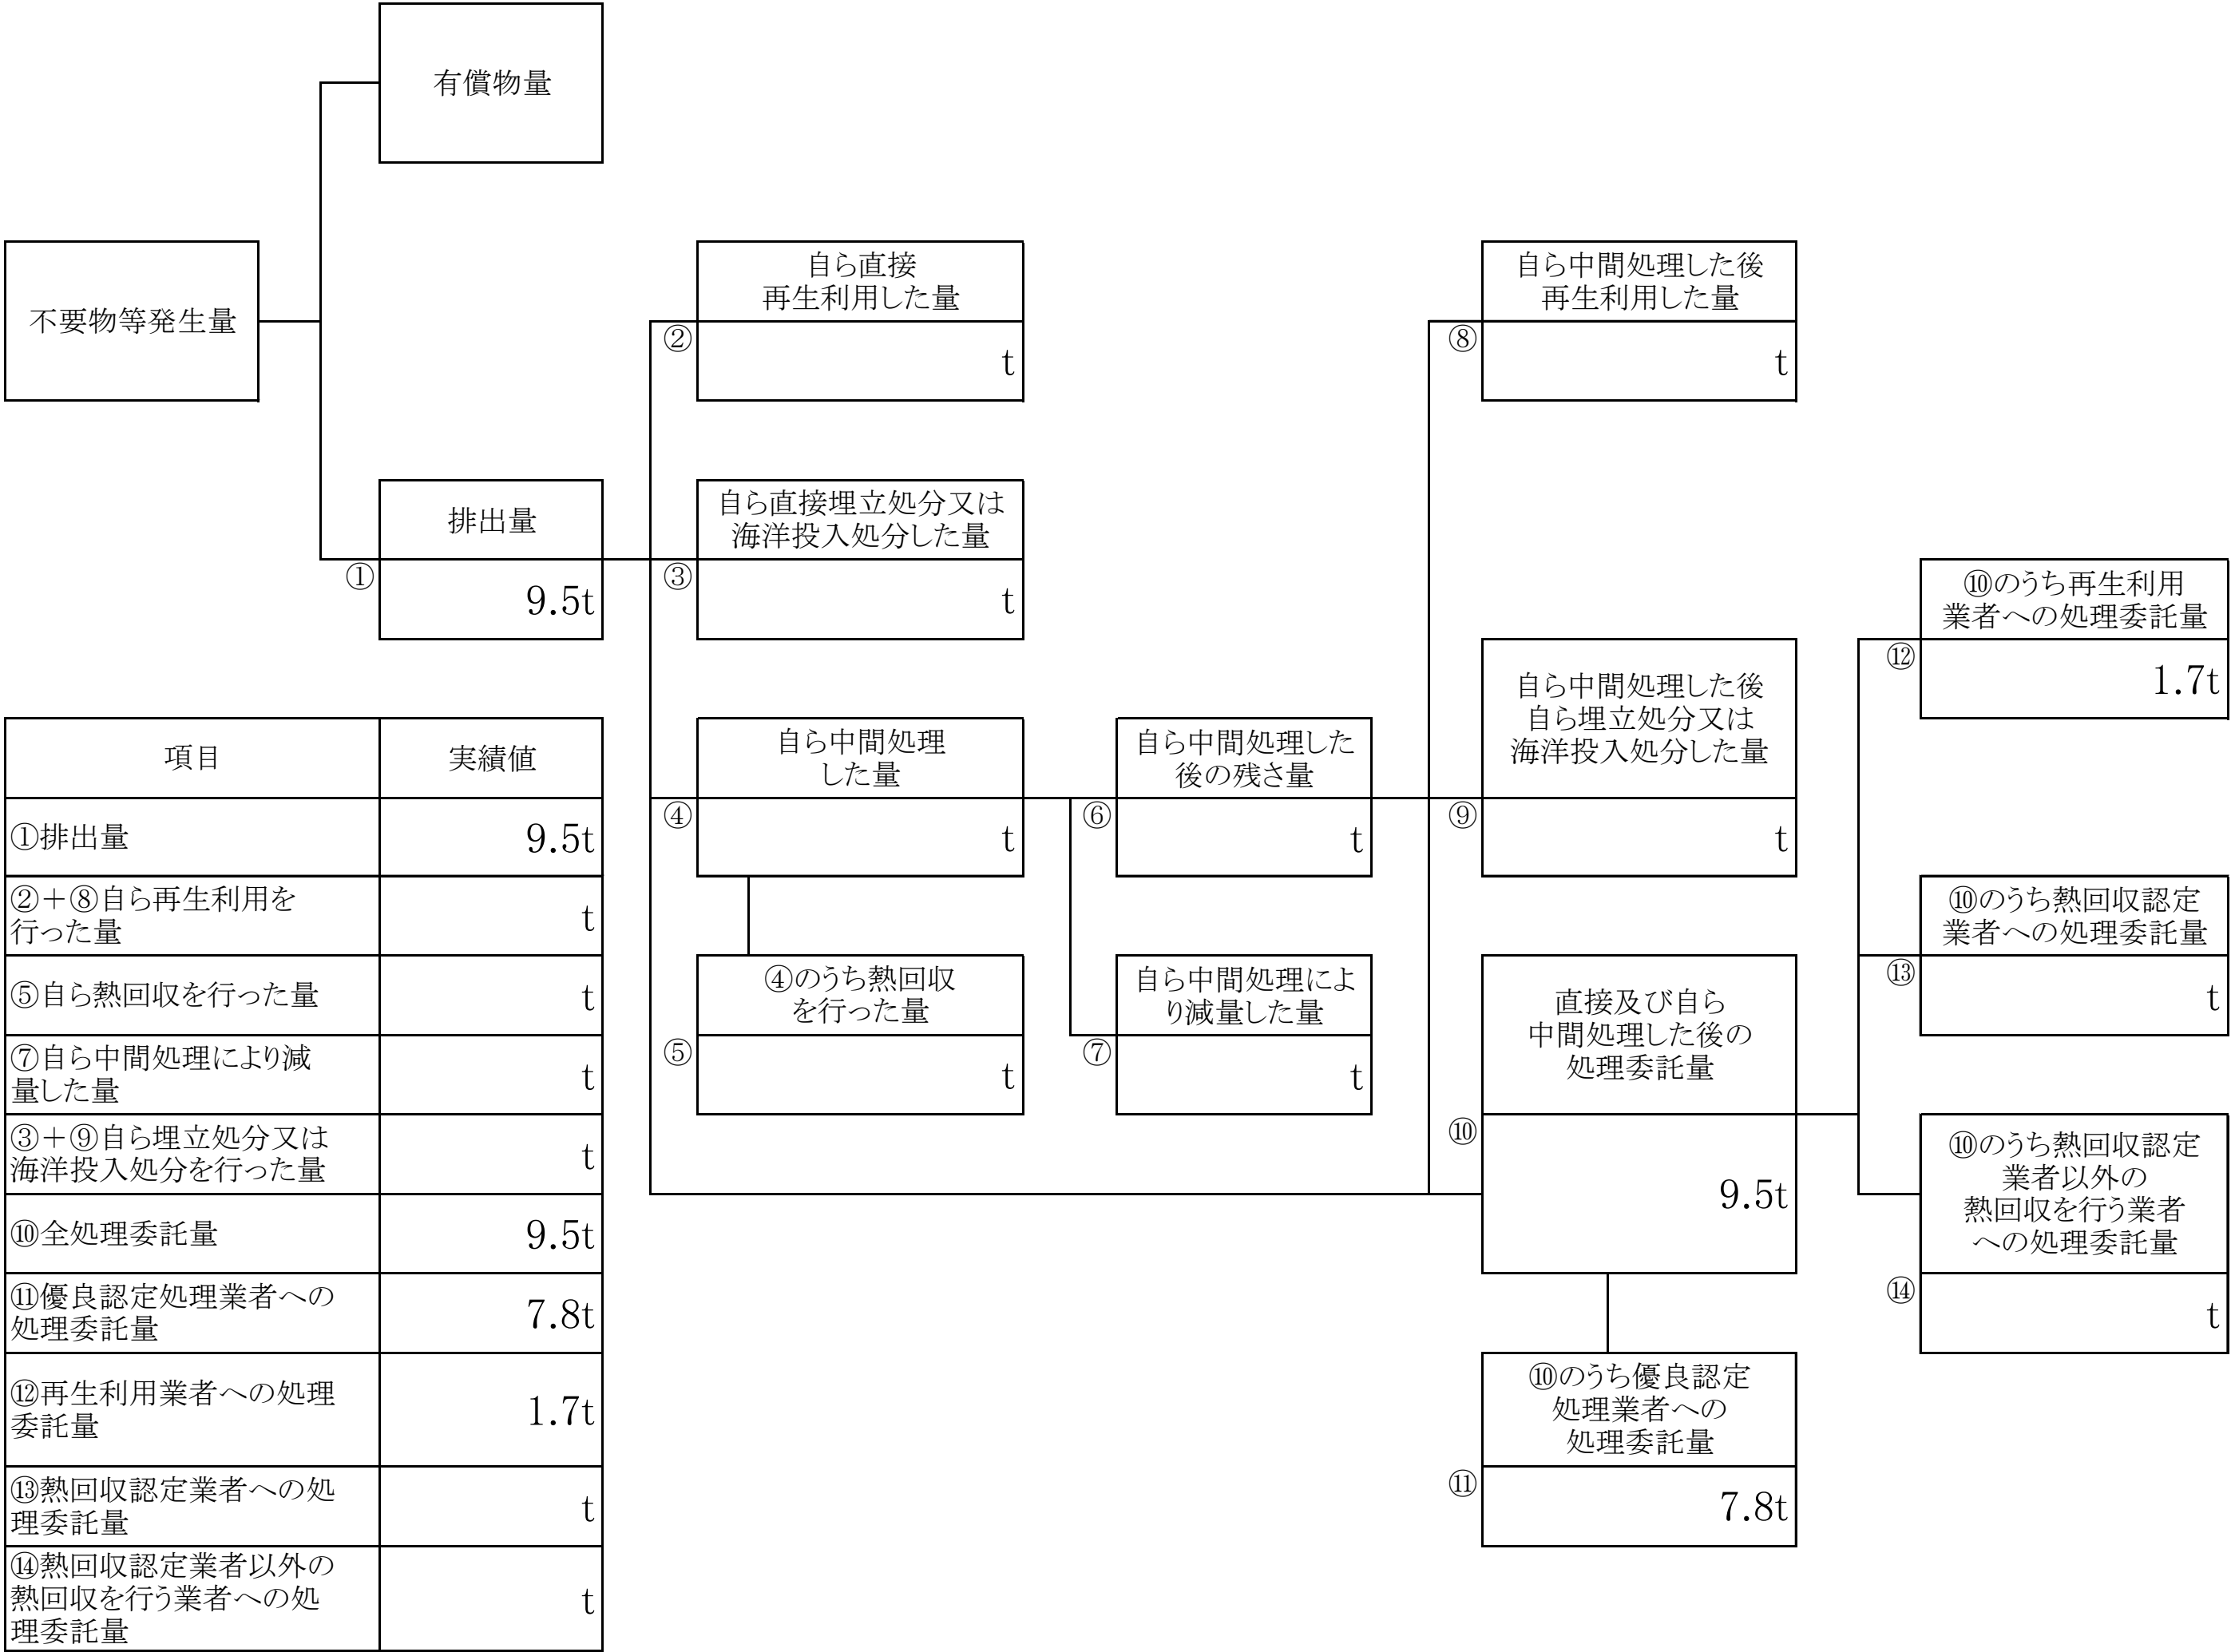 有償物量
不要物等発生量
自ら直接
再生利用した量
②
t
自ら中間処理した後
再生利用した量
⑧
t
排出量
①
9.5t
自ら直接埋立処分又は
海洋投入処分した量
③
t
⑩のうち再生利用
業者への処理委託量
⑫
1.7t
自ら中間処理した後
自ら埋立処分又は
海洋投入処分した量
⑨
t
自ら中間処理
した量
④
t
自ら中間処理した
後の残さ量
⑥
t
⑩のうち熱回収認定
業者への処理委託量
⑬
t
④のうち熱回収
を行った量
⑤
t
自ら中間処理によ
り減量した量
⑦
t
直接及び自ら
中間処理した後の
処理委託量
⑩
9.5t
⑩のうち熱回収認定
業者以外の
熱回収を行う業者
への処理委託量
⑭
t
⑩のうち優良認定
処理業者への
処理委託量
⑪
7.8t
項目 実績値
①排出量 9.5t
②＋⑧自ら再生利用を
行った量 t
⑤自ら熱回収を行った量 t
⑦自ら中間処理により減
量した量 t
③＋⑨自ら埋立処分又は
海洋投入処分を行った量 t
⑩全処理委託量 9.5t
⑪優良認定処理業者への
処理委託量 7.8t
⑫再生利用業者への処理
委託量 1.7t
⑬熱回収認定業者への処
理委託量 t
⑭熱回収認定業者以外の
熱回収を行う業者への処
理委託量 t